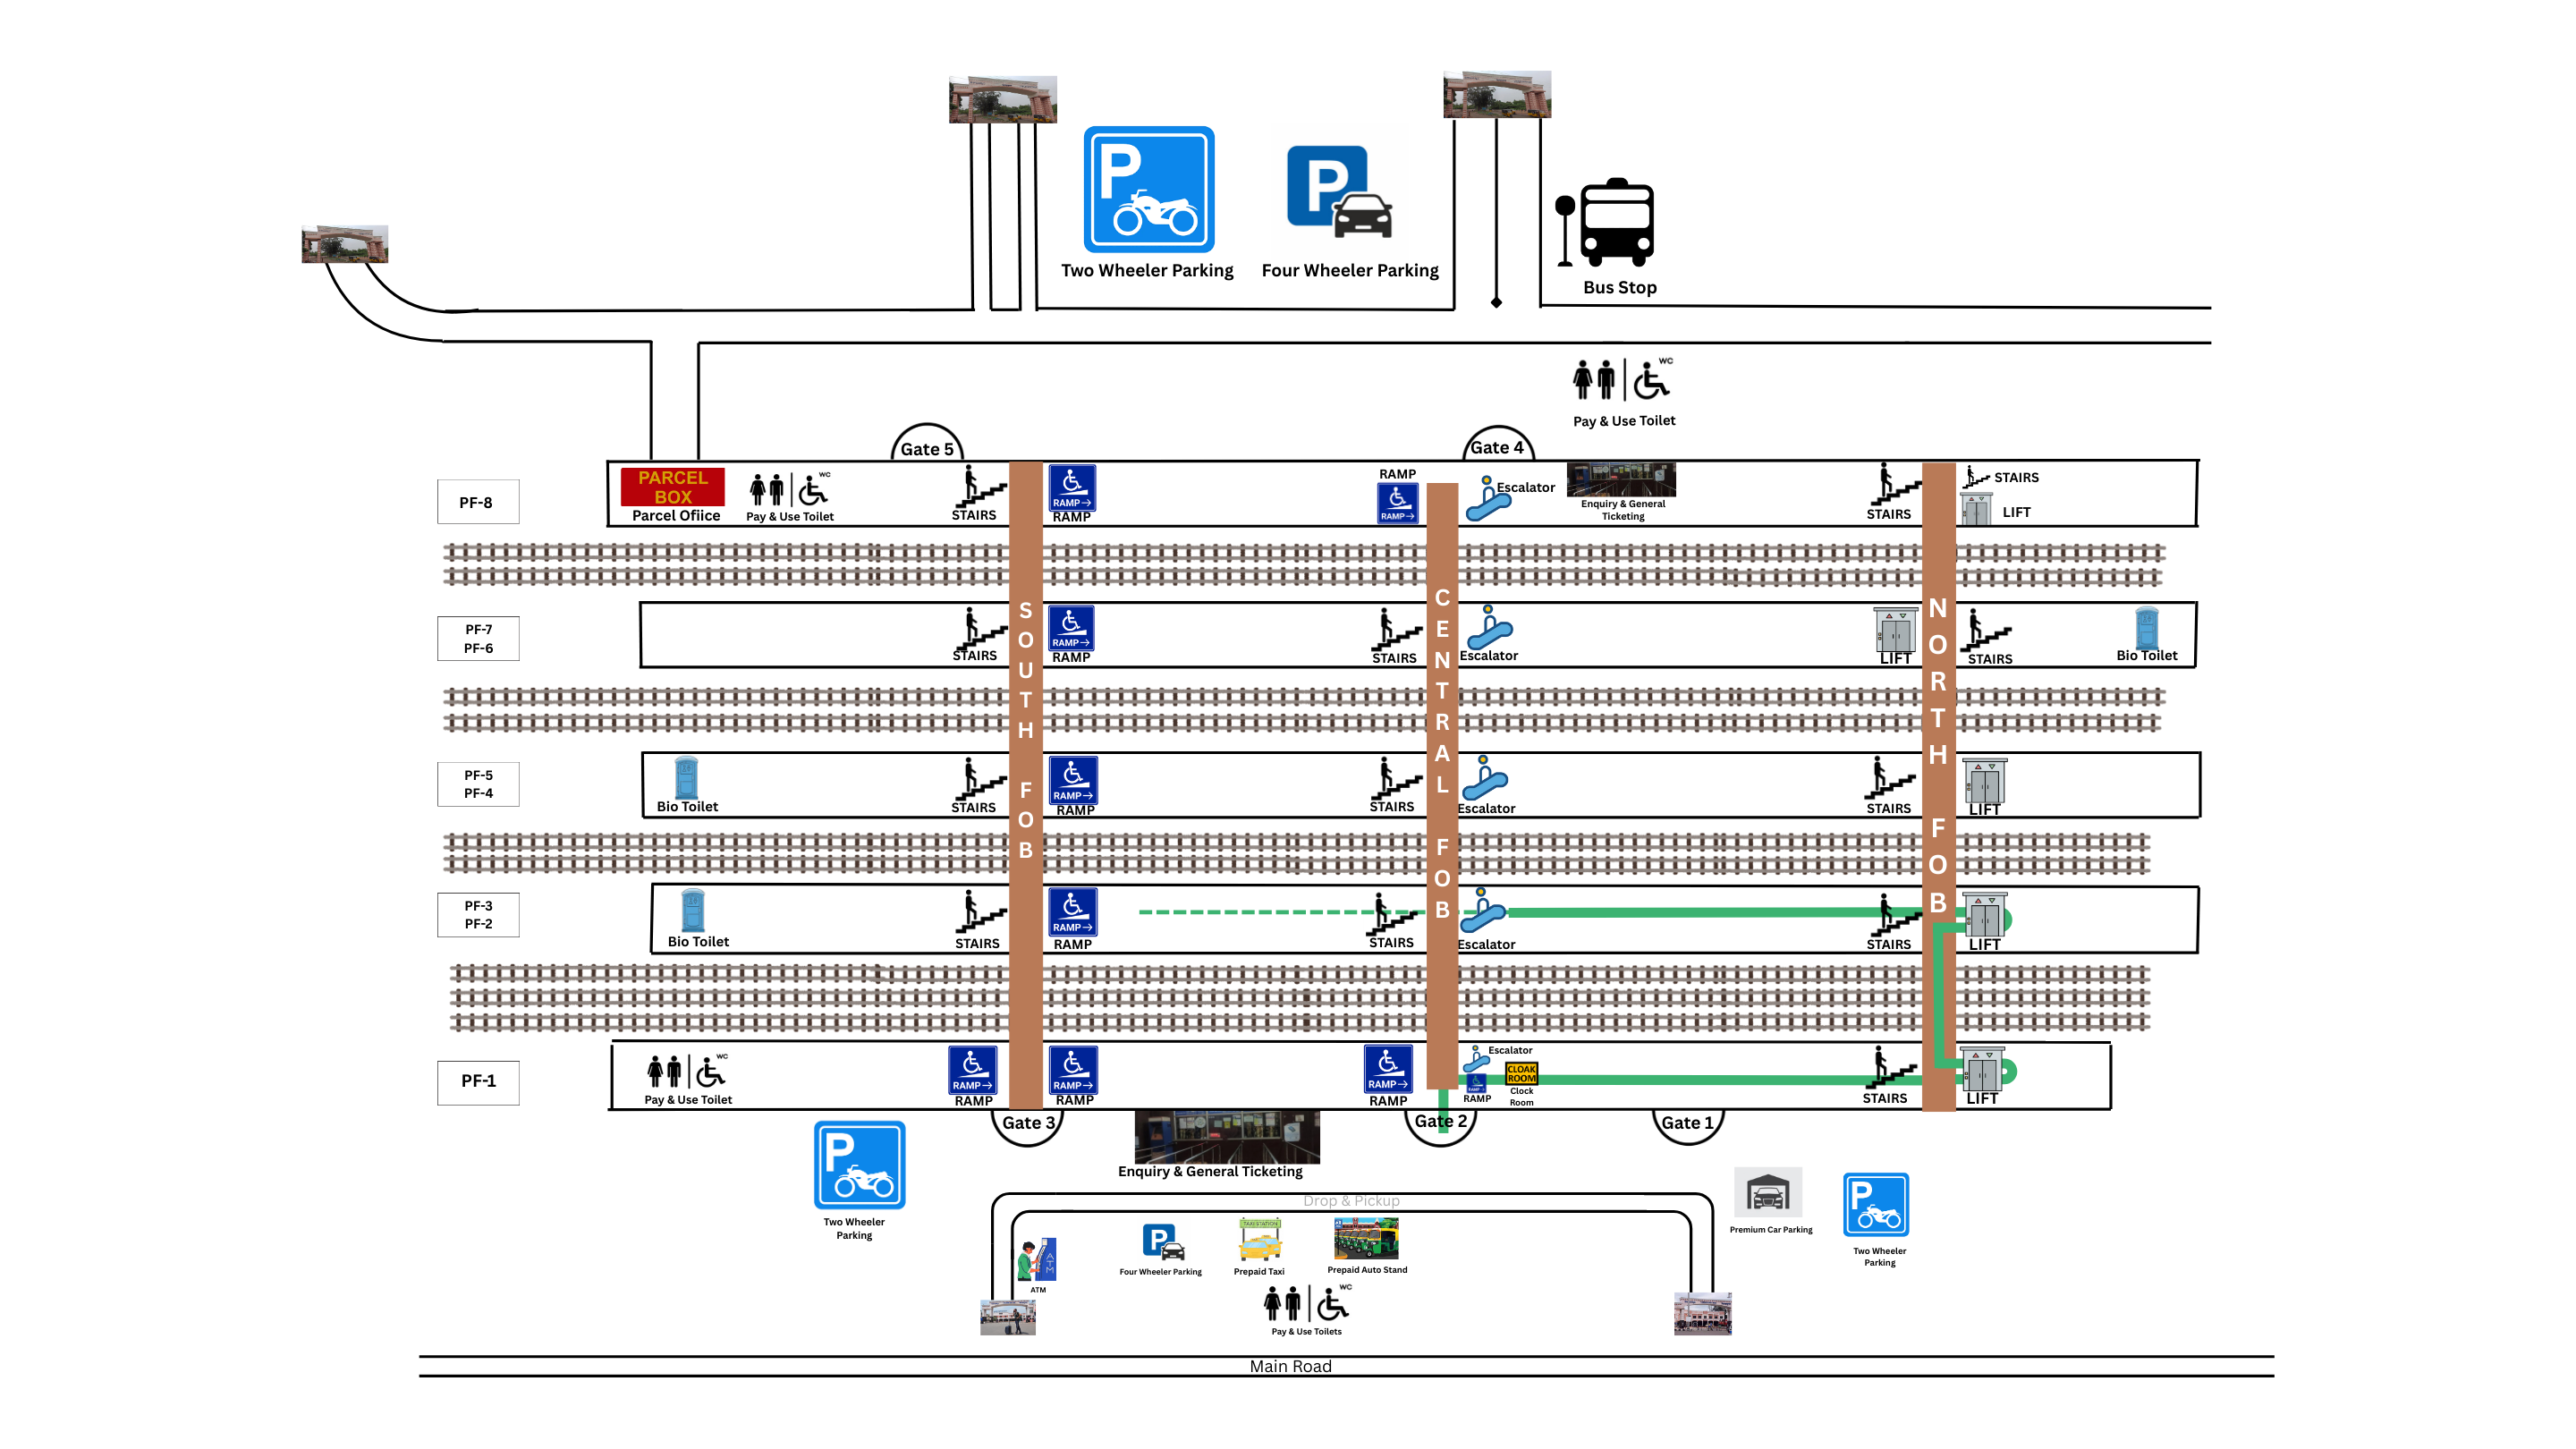 P
Two Wheeler Parking
P
Four Wheeler Parking
Bus Stop
WC
Pay & Use Toilet
Gate 5
Gate 4
PF-8
PARCEL
BOX
Parcel Ofiice
WC
Pay & Use Toilet
STAIRS
RAMP→
RAMP
RAMP
RAMP→
Escalator
Enquiry & General
Ticketing
STAIRS
STAIRS
LIFT
PF-7
PF-6
STAIRS
RAMP→
RAMP
STAIRS
Escalator
LIFT
STAIRS
Bio Toilet
SOUTH FOB
CENTRAL FOB
NORTH FOB
PF-5
PF-4
Bio Toilet
STAIRS
RAMP→
RAMP
STAIRS
Escalator
STAIRS
LIFT
PF-3
PF-2
Bio Toilet
STAIRS
RAMP→
RAMP
STAIRS
Escalator
STAIRS
LIFT
PF-1
WC
Pay & Use Toilet
RAMP→
RAMP
RAMP→
RAMP
RAMP→
RAMP
Escalator
RAMP
CLOAK
ROOM
Clock
Room
STAIRS
LIFT
Gate 3
Gate 2
Gate 1
Enquiry & General Ticketing
P
Two Wheeler
Parking
Drop & Pickup
ATM
ATM
P
Four Wheeler Parking
TAXI STATION
Prepaid Taxi
Prepaid Auto Stand
WC
Pay & Use Toilets
Premium Car Parking
P
Two Wheeler
Parking
Main Road